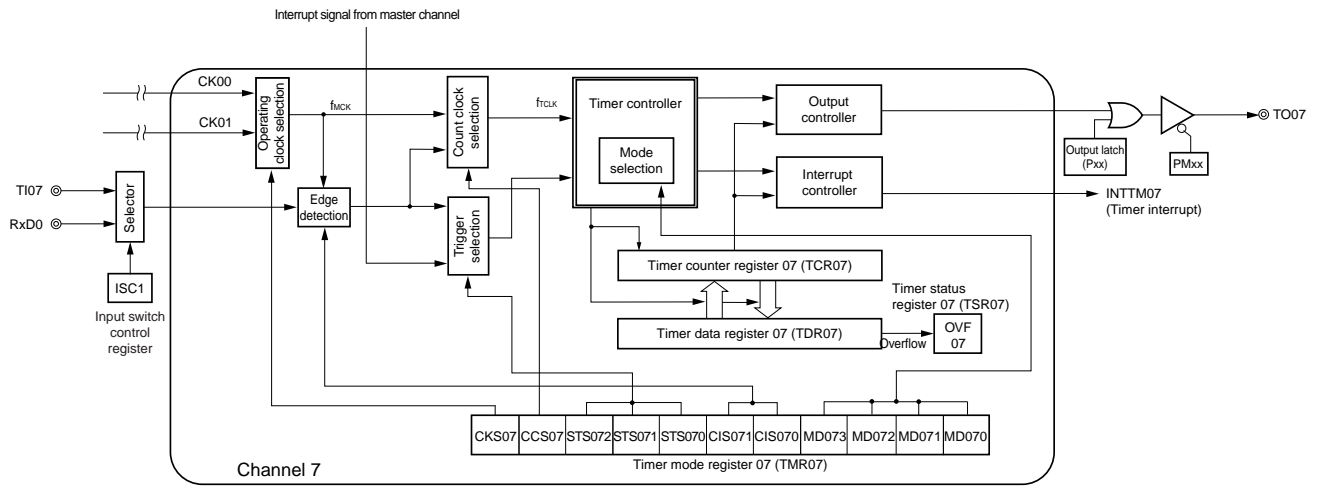 Interrupt signal from master channel
CK00
CK01
Operating
clock selection
fMCK
Count clock
selection
fTCLK
Timer controller
Mode
selection
Output
controller
Interrupt
controller
Output latch
(Pxx)
PMxx
TO07
INTTM07
(Timer interrupt)
TI07
RxD0
Selector
Edge
detection
Trigger
selection
ISC1
Input switch
control
register
Timer counter register 07 (TCR07)
Timer data register 07 (TDR07)
Timer status
register 07 (TSR07)
Overflow
OVF
07
CKS07
CCS07
STS072
STS071
STS070
CIS071
CIS070
MD073
MD072
MD071
MD070
Timer mode register 07 (TMR07)
Channel 7